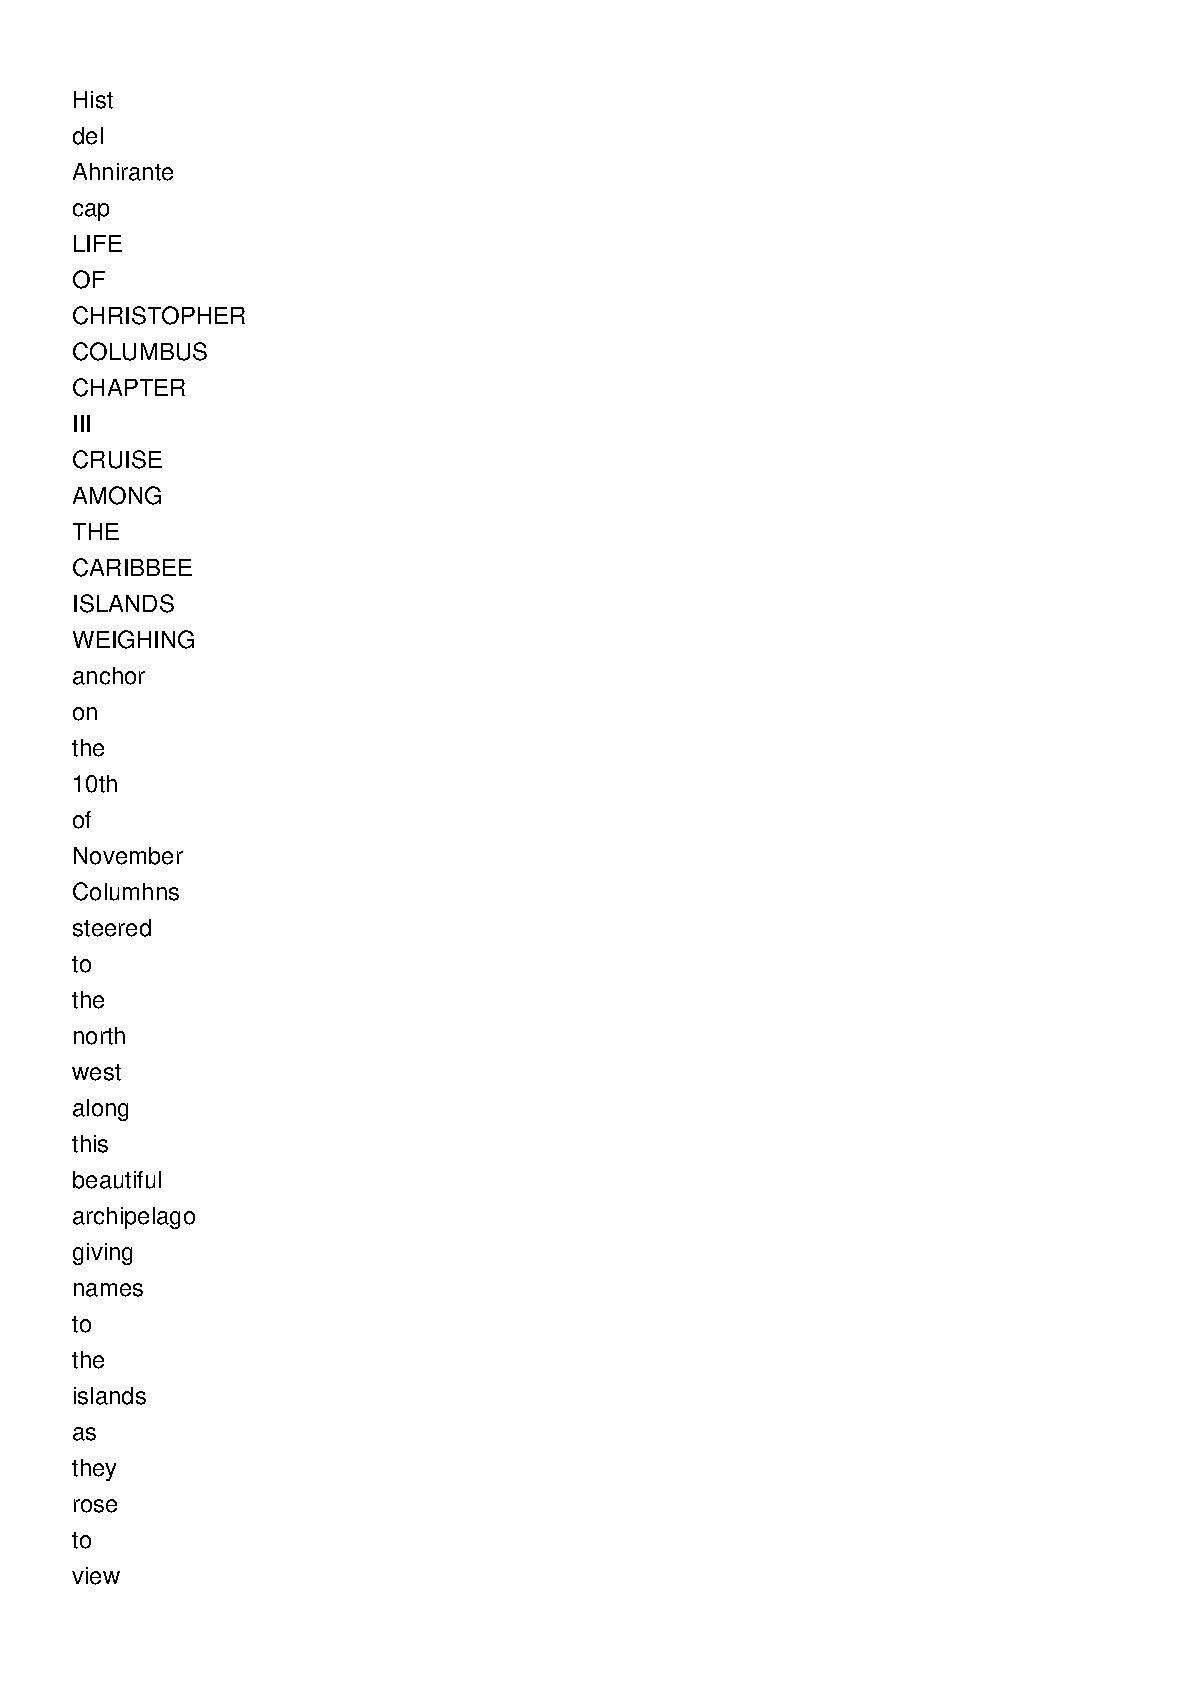 Hist
del
Ahnirante
cap
LIFE
OF
CHRISTOPHER
COLUMBUS
CHAPTER
III
CRUISE
AMONG
THE
CARIBBEE
ISLANDS
WEIGHING
anchor
on
the
10th
of
November
Columhns
steered
to
the
north
west
along
this
beautiful
archipelago
giving
names
to
the
islands
as
they
rose
to
view